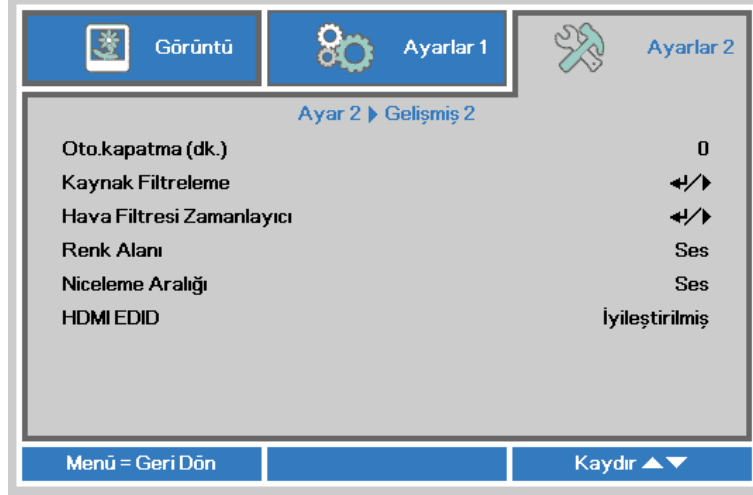 Görüntü Ayarlar 1 Ayarlar 2
Ayar 2 ▶ Gelişmiş 2
Oto.kapatma (dk.) 0
Kaynak Filtreleme ↵/▶
Hava Filtresi Zamanlayıcı ↵/▶
Renk Alanı Ses
Niceleme Aralığı Ses
HDMI EDID İyileştirilmiş
Menü = Geri Dön Kaydır ▲▼